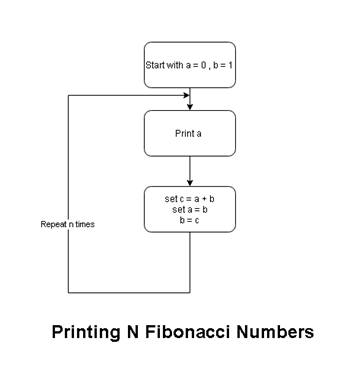 Start with a = 0 , b = 1
Print a
set c = a + b
set a = b
b = c
Repeat n times
Printing N Fibonacci Numbers